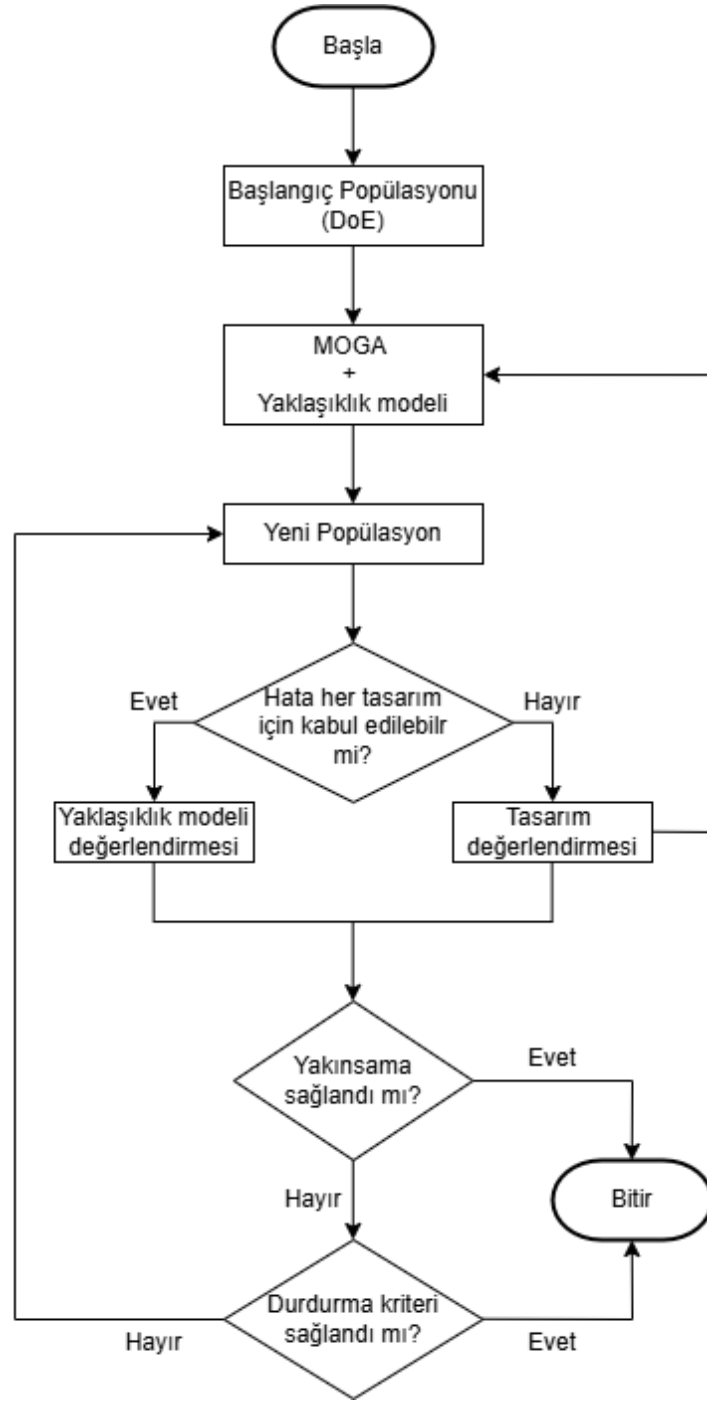 Başla
Başlangıç Popülasyonu
(DoE)
MOGA
+
Yaklaşıklık modeli
Yeni Popülasyon
Evet
Hata her tasarım
için kabul edilebilr
mi?
Hayır
Yaklaşıklık modeli
değerlendirmesi
Tasarım
değerlendirmesi
Yakınsama
sağlandı mı?
Evet
Hayır
Bitir
Durdurma kriteri
sağlandı mı?
Hayır
Evet